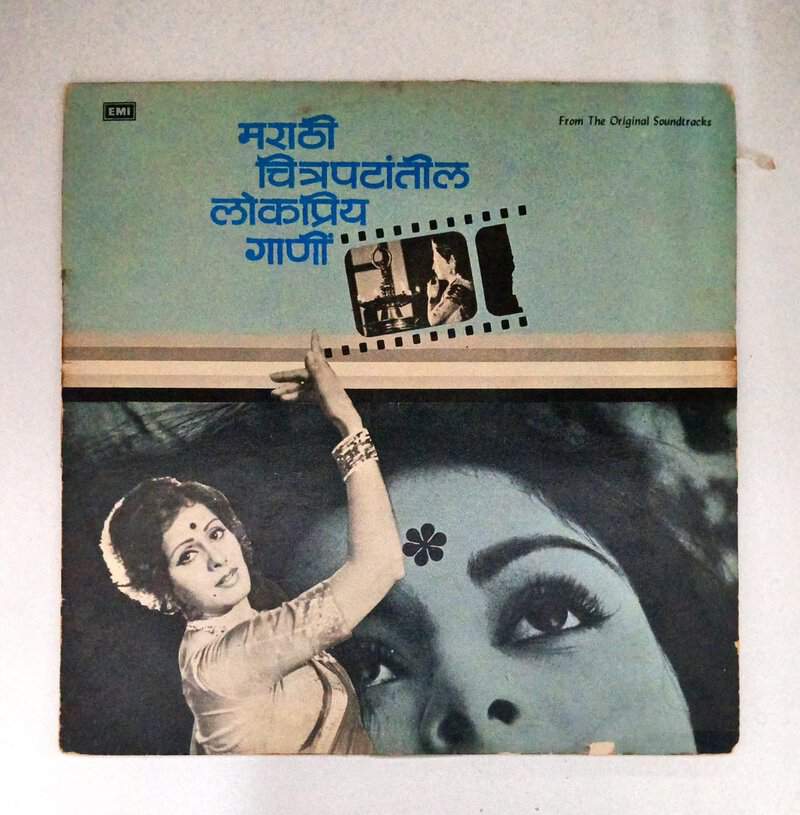 EMI
From The Original Soundtracks
मराठी
चित्रपटांतील
लोकप्रिय
गाणीं